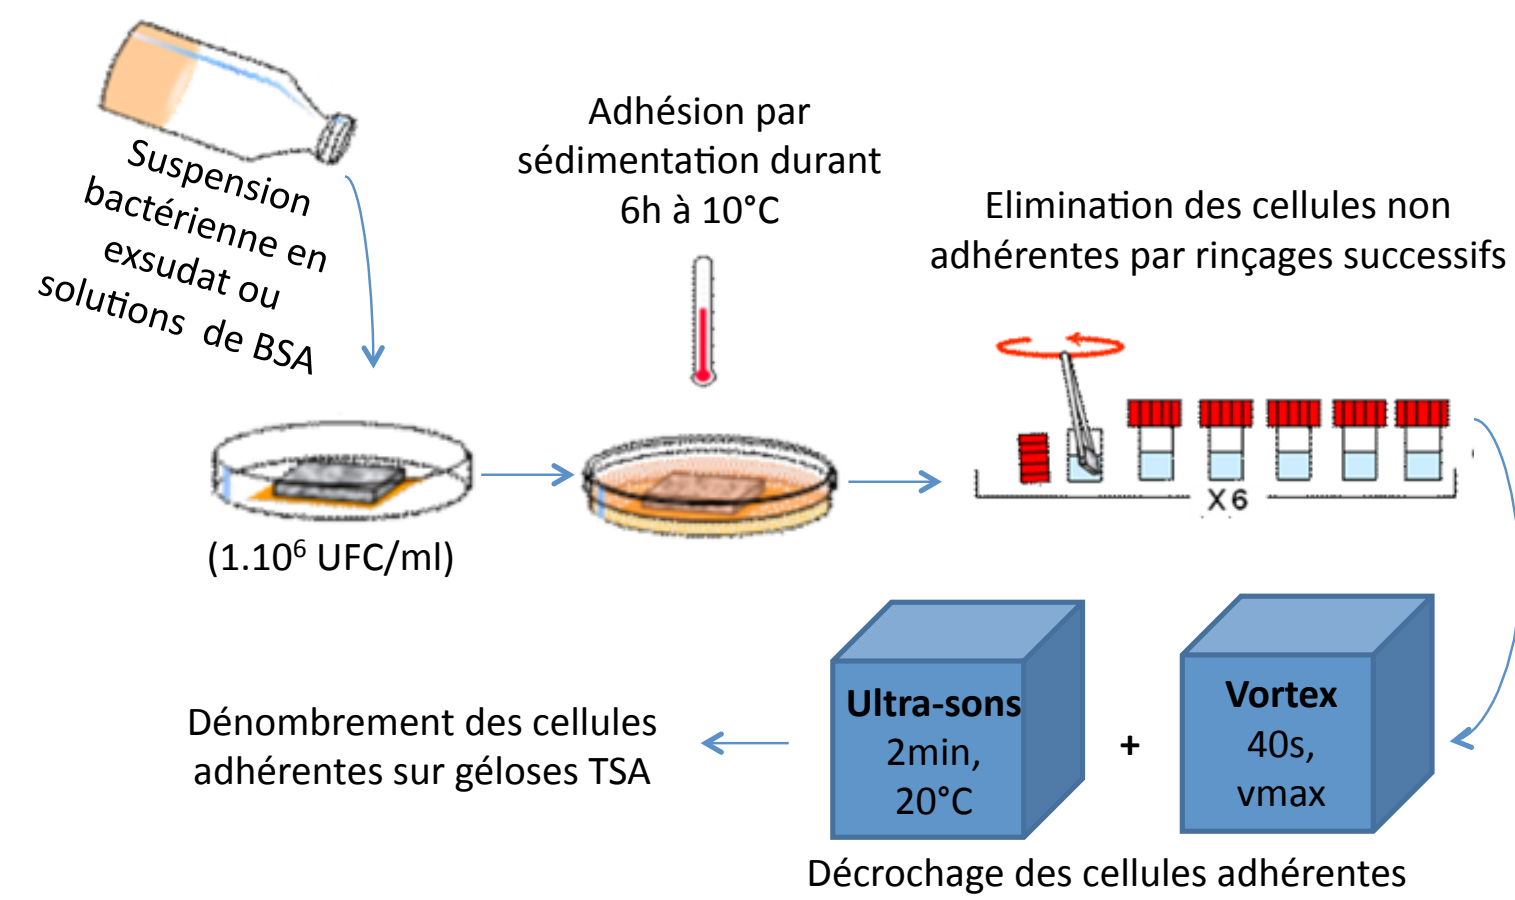 Suspension
bactérienne en
exsudat ou
solutions de BSA
Adhésion par
sédimentation durant
6h à 10°C
Elimination des cellules non
adhérentes par rinçages successifs
X 6
(1.10⁶ UFC/ml)
Vortex
40s,
vmax
+
Ultra-sons
2min,
20°C
Décrochage des cellules adhérentes
Dénombrement des cellules
adhérentes sur géloses TSA